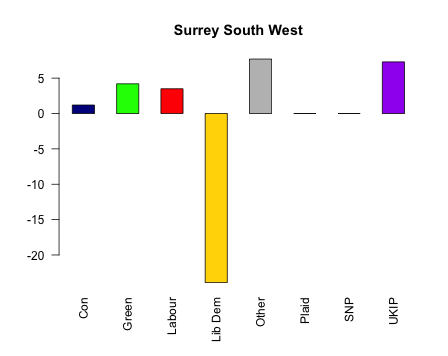 Surrey South West
5
0
-5
-10
-15
-20
Con
Green
Labour
Lib Dem
Other
Plaid
SNP
UKIP